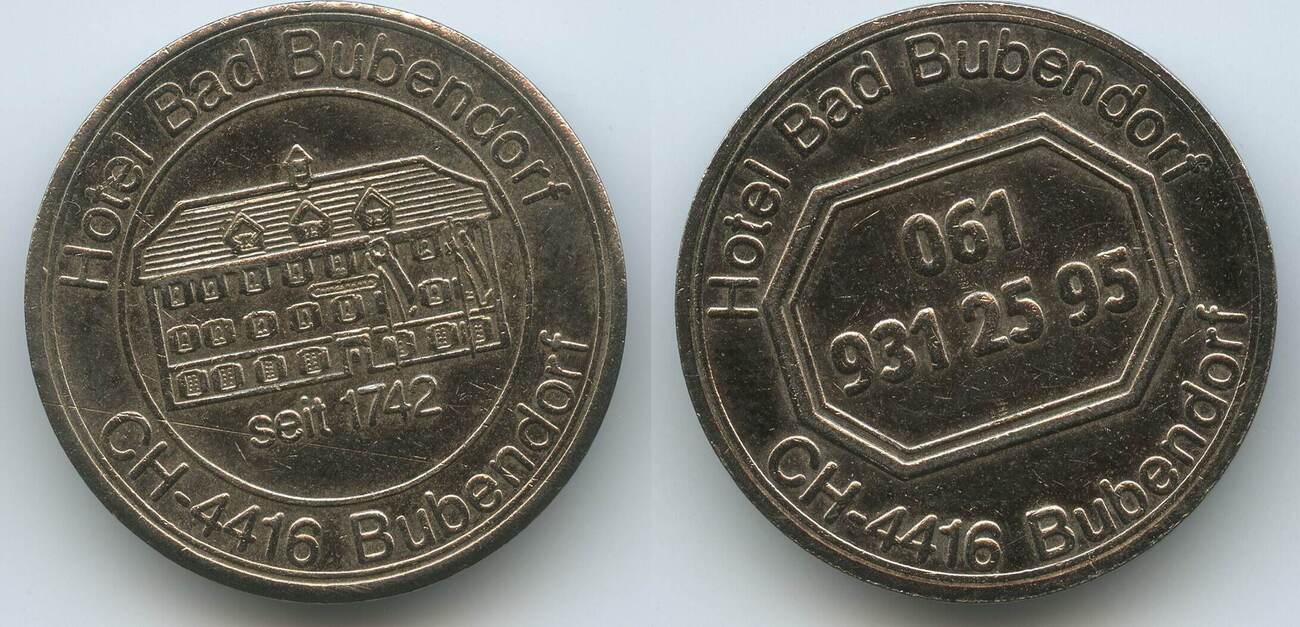 Hotel Bad Bubendorf
seit 1742
CH-4416 Bubendorf
Hotel Bad Bubendorf
061
931 25 95
CH-4416 Bubendorf